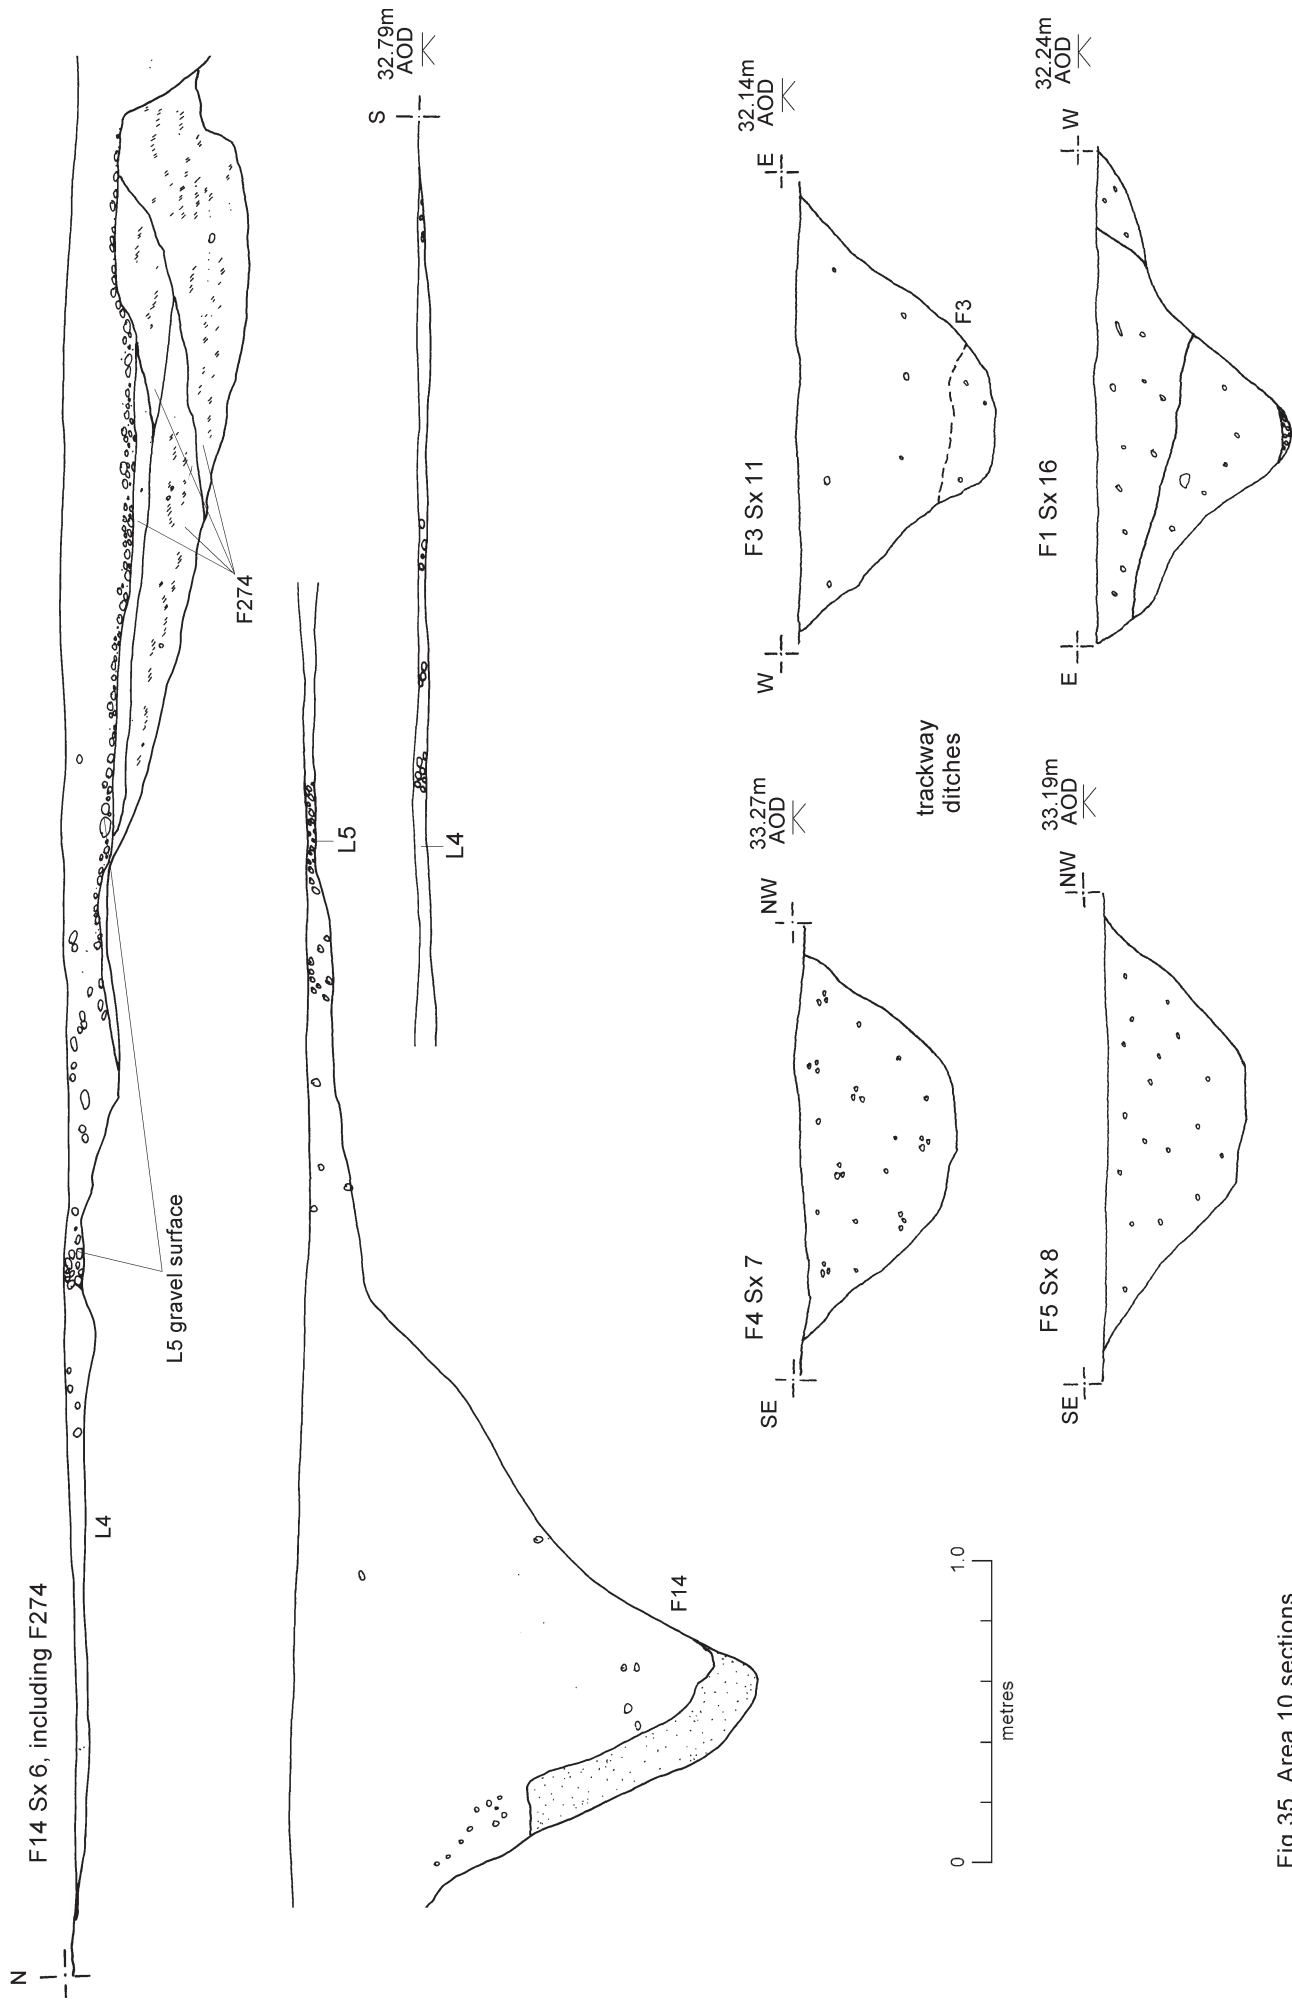 F14 Sx 6, including F274
N
L4
L5 gravel surface
F274
L5
S
32.79m
AOD
L4
F14
F4 Sx 7
SE
NW
33.27m
AOD
F3 Sx 11
W
E
32.14m
AOD
F3
trackway
ditches
F5 Sx 8
SE
NW
33.19m
AOD
F1 Sx 16
E
W
32.24m
AOD
0
1.0
metres
Fig 35 Area 10 sections